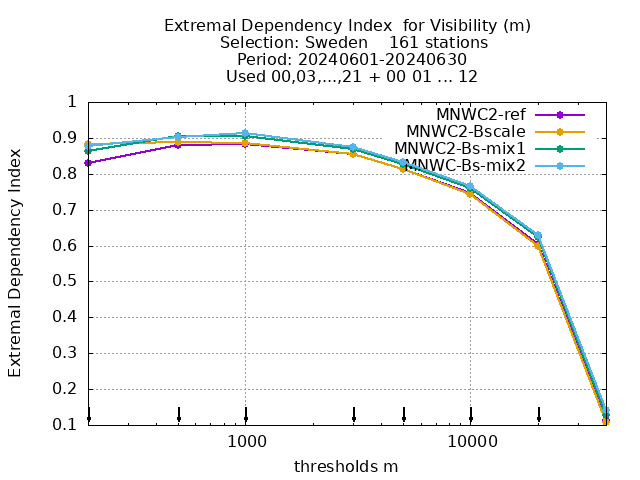 Extremal Dependency Index  for Visibility (m)
Selection: Sweden    161 stations
Period: 20240601-20240630
Used 00,03,...,21 + 00 01 ... 12
MNWC2-ref
MNWC2-Bscale
MNWC2-Bs-mix1
MNWC-Bs-mix2
Extremal Dependency Index
1
0.9
0.8
0.7
0.6
0.5
0.4
0.3
0.2
0.1
1000
10000
thresholds m